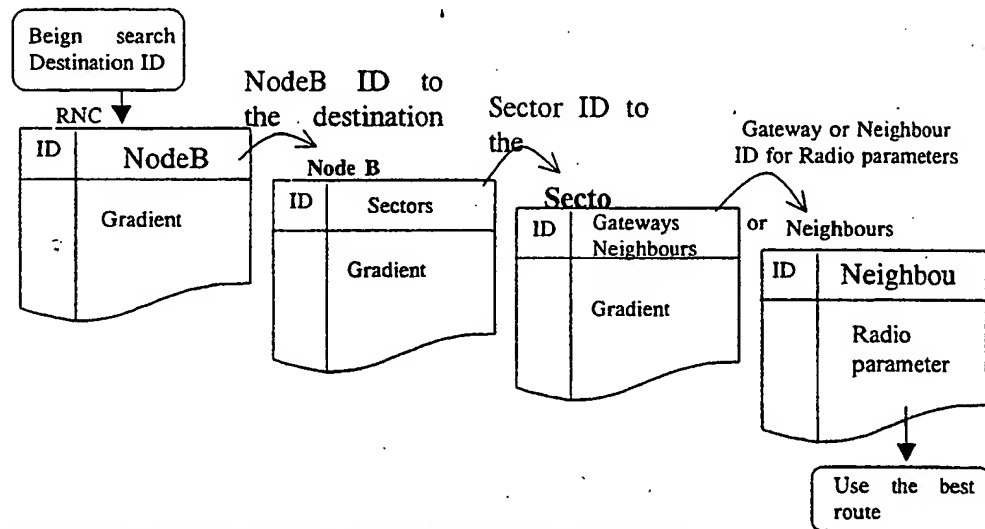 Beign search
Destination ID
RNC
ID NodeB
Gradient
NodeB ID to
the destination
Node B
ID Sectors
Gradient
Sector ID to
the
Secto
ID Gateways
Neighbours
Gradient
Gateway or Neighbour
ID for Radio parameters
or Neighbours
ID Neighbou
Radio
parameter
Use the best
route